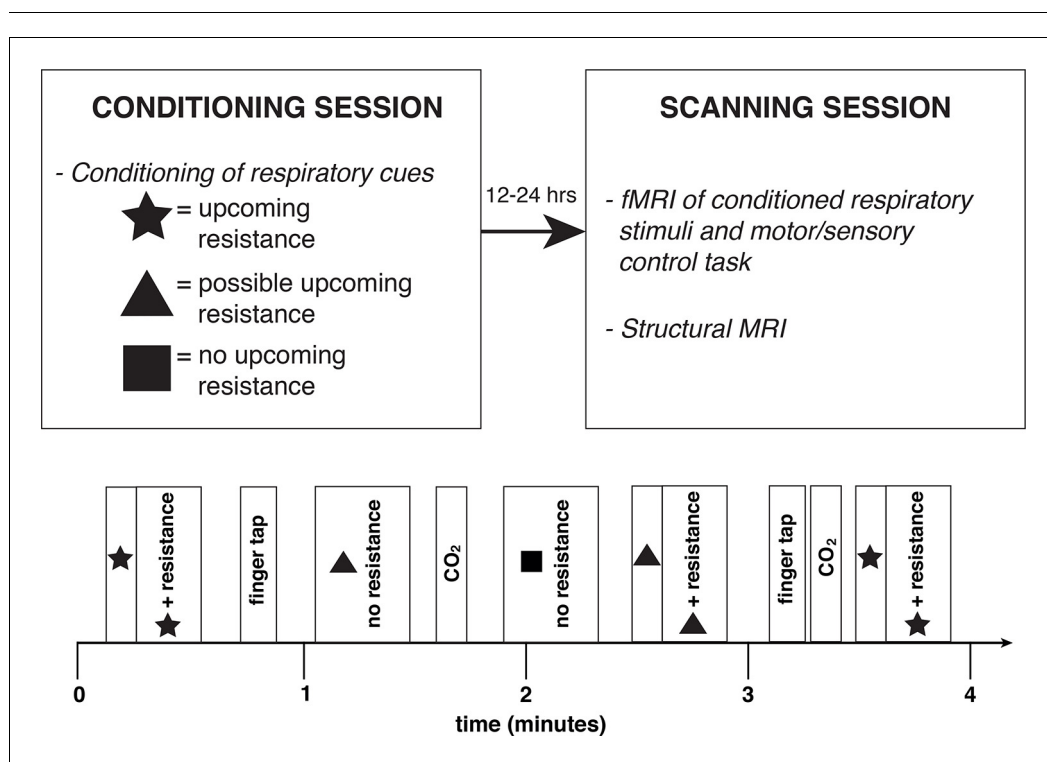 CONDITIONING SESSION
- Conditioning of respiratory cues
= upcoming
resistance
= possible upcoming
resistance
= no upcoming
resistance
12-24 hrs
SCANNING SESSION
- fMRI of conditioned respiratory
stimuli and motor/sensory
control task
- Structural MRI
+ resistance
finger tap
no resistance
CO₂
no resistance
+ resistance
finger tap
CO₂
+ resistance
0 1 2 3 4
time (minutes)